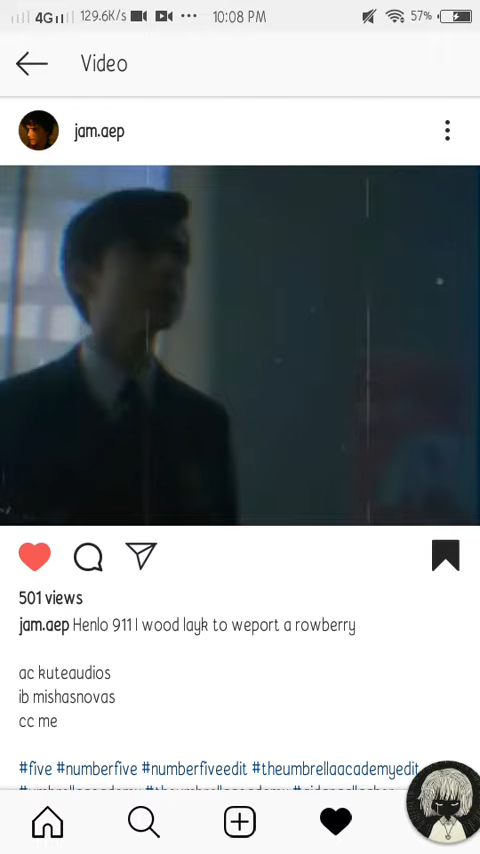 4G 129.6K/s 10:08 PM 57%
Video
jam.aep
501 views
jam.aep Henlo 911 I wood layk to weport a rowberry
ac kuteaudios
ib mishasnovas
cc me
#five #numberfive #numberfiveedit #theumbrellaacademyedit